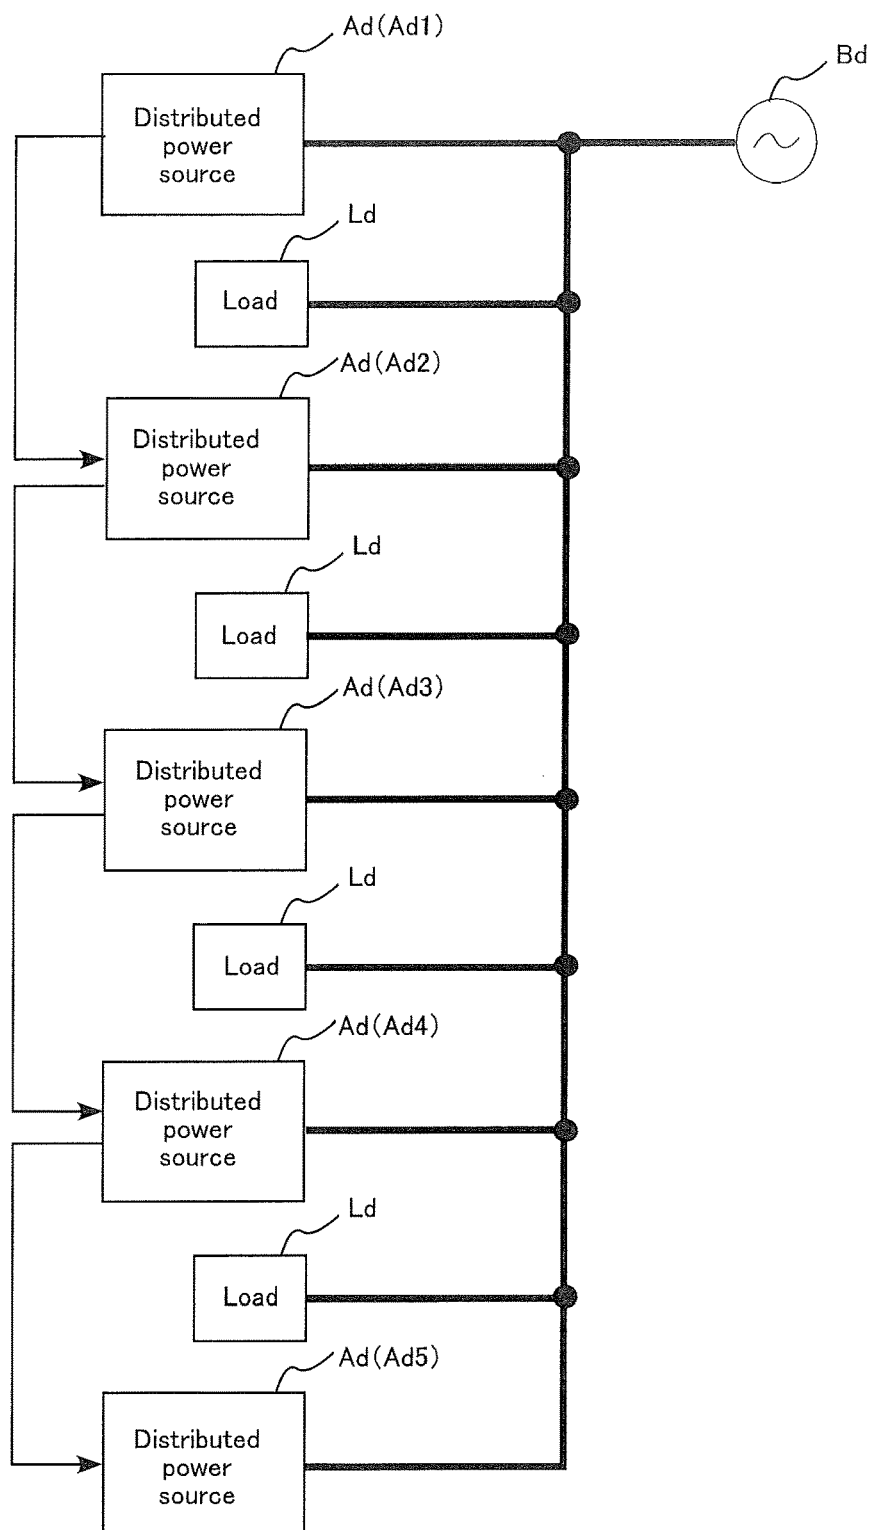 Ad(Ad1)
Bd
Distributed
power
source
Ld
Load
Ad(Ad2)
Distributed
power
source
Ld
Load
Ad(Ad3)
Distributed
power
source
Ld
Load
Ad(Ad4)
Distributed
power
source
Ld
Load
Ad(Ad5)
Distributed
power
source